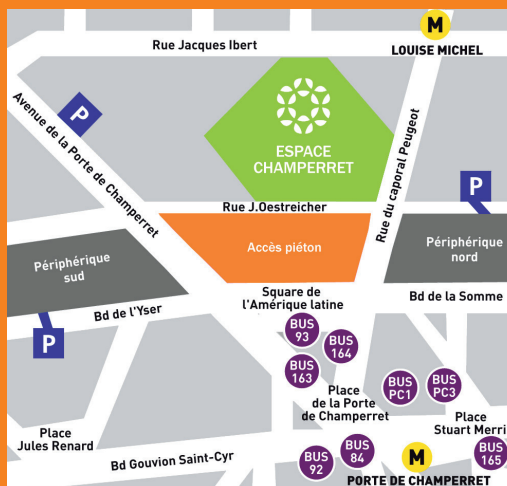 M
LOUISE MICHEL
Rue Jacques Ibert
P
Avenue de la Porte de Champerret
ESPACE
CHAMPERRET
Rue du caporal Peugeot
P
Rue J.Oestreicher
Accès piéton
Périphérique
sud
Périphérique
nord
Square de
l'Amérique latine
Bd de la Somme
Bd de l'Yser
P
BUS
93
BUS
164
BUS
163
BUS
PC1
BUS
PC3
Place
de la Porte
de Champerret
Place
Jules Renard
Place
Stuart Merri
Bd Gouvion Saint-Cyr
BUS
92
BUS
84
M
BUS
165
PORTE DE CHAMPERRET